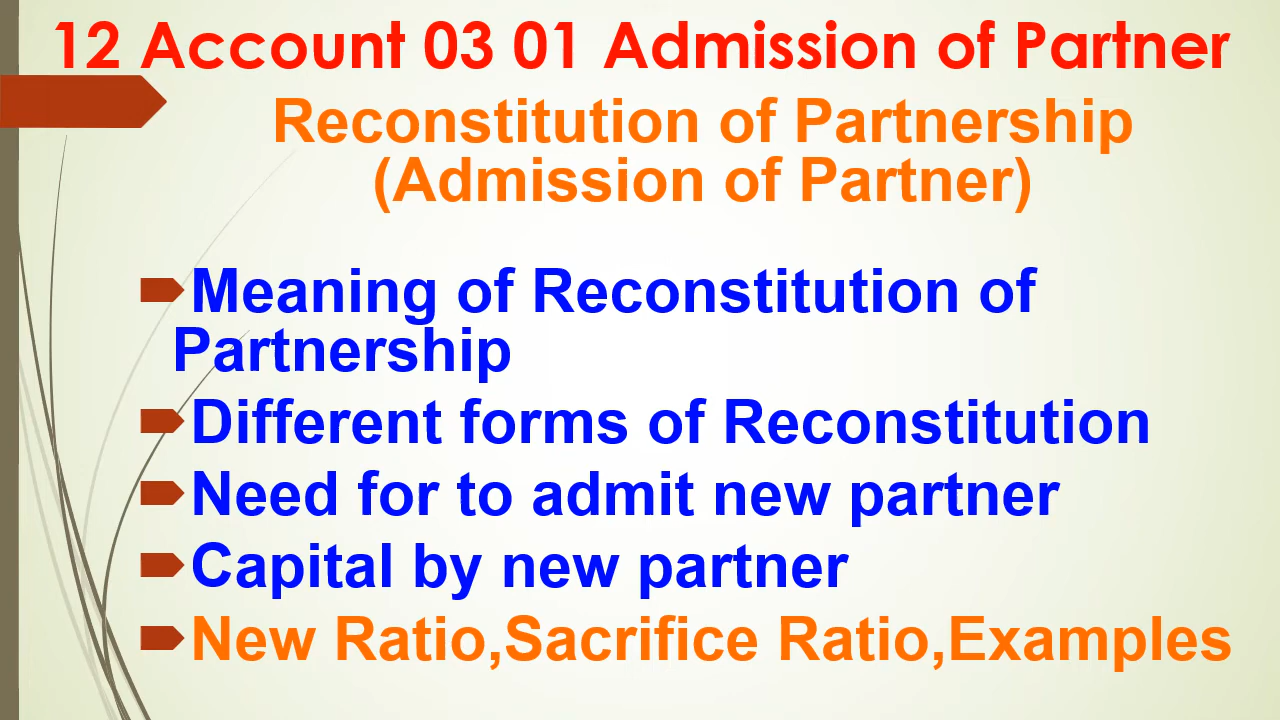 12 Account 03 01 Admission of Partner
Reconstitution of Partnership
(Admission of Partner)
Meaning of Reconstitution of
Partnership
Different forms of Reconstitution
Need for to admit new partner
Capital by new partner
New Ratio,Sacrifice Ratio,Examples